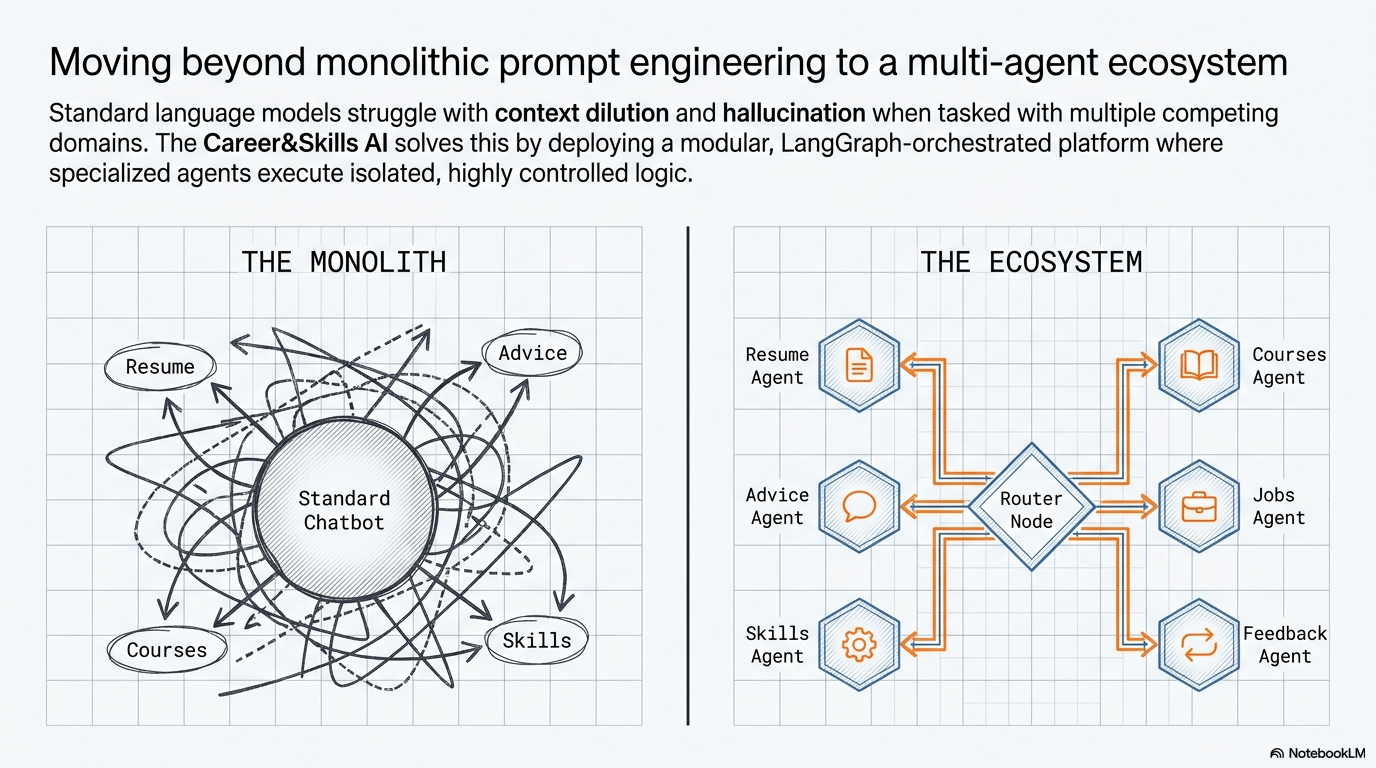 Moving beyond monolithic prompt engineering to a multi-agent ecosystem
Standard language models struggle with context dilution and hallucination when tasked with multiple competing
domains. The Career&Skills AI solves this by deploying a modular, LangGraph-orchestrated platform where
specialized agents execute isolated, highly controlled logic.
THE MONOLITH
Resume
Advice
Standard
Chatbot
Courses
Skills
THE ECOSYSTEM
Resume
Agent
Courses
Agent
Advice
Agent
Router
Node
Jobs
Agent
Skills
Agent
Feedback
Agent
NotebookLM